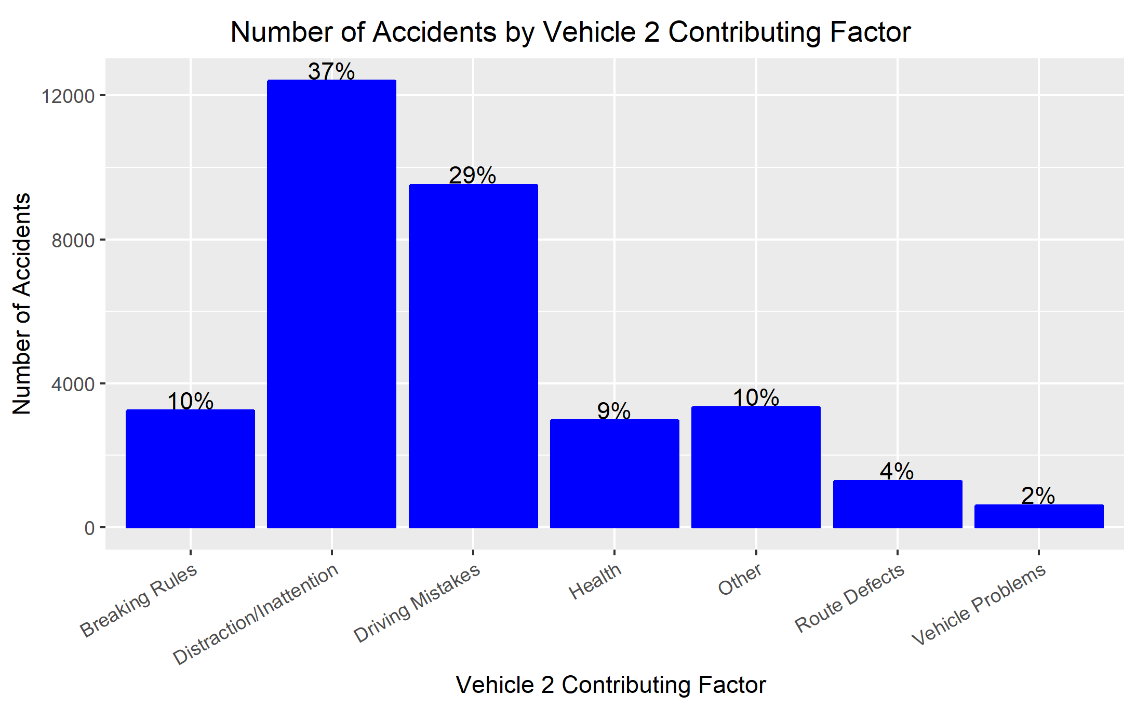 Number of Accidents by Vehicle 2 Contributing Factor
Number of Accidents
12000
8000
4000
0
10%
37%
29%
9%
10%
4%
2%
Breaking Rules
Distraction/Inattention
Driving Mistakes
Health
Other
Route Defects
Vehicle Problems
Vehicle 2 Contributing Factor